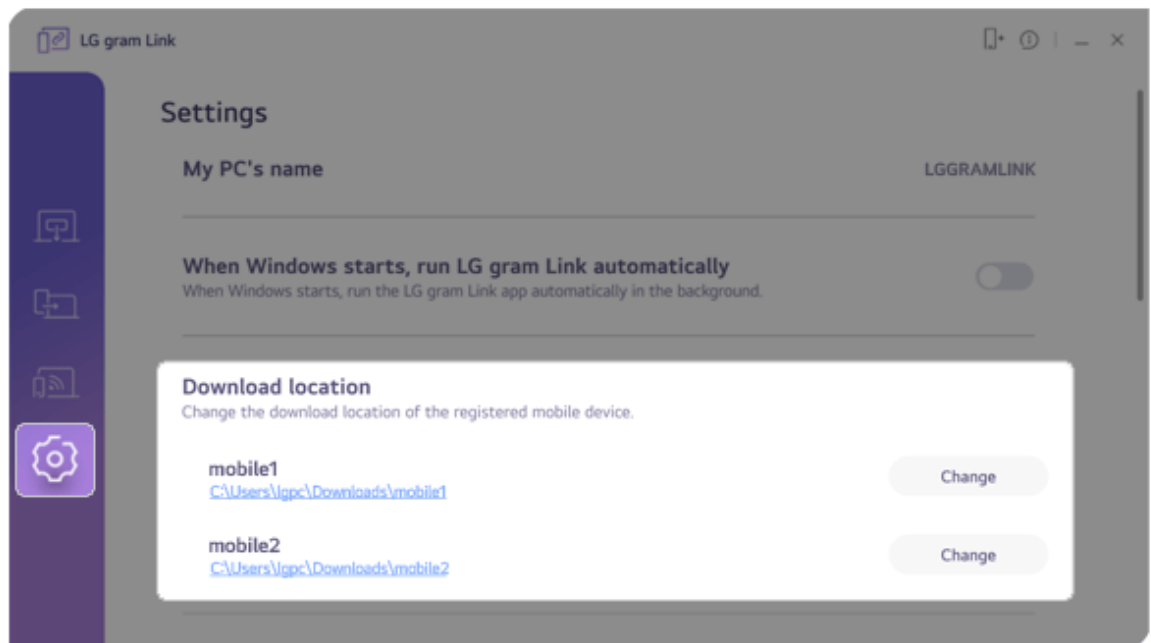 LG gram Link
Settings
My PC's name
LGGRAMLINK
When Windows starts, run LG gram Link automatically
When Windows starts, run the LG gram Link app automatically in the background.
Download location
Change the download location of the registered mobile device.
mobile1
C:\Users\lgpc\Downloads\mobile1
Change
mobile2
C:\Users\lgpc\Downloads\mobile2
Change